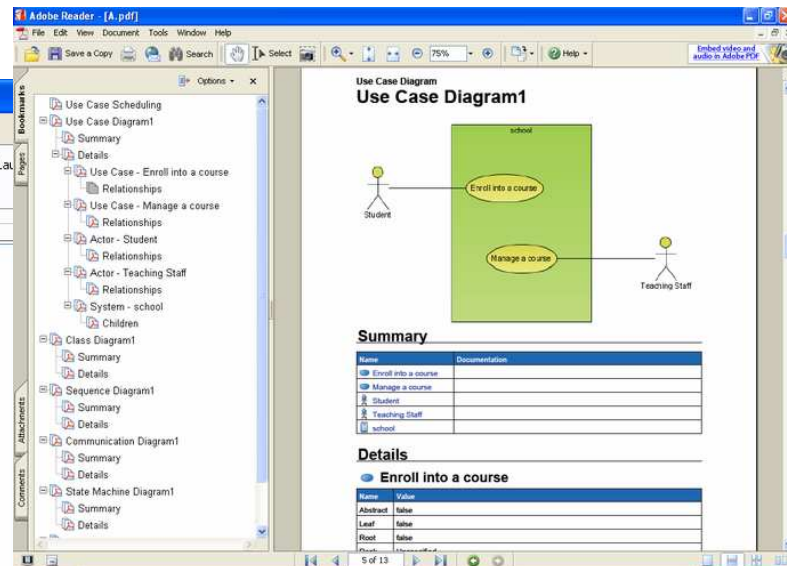 Adobe Reader - [A.pdf]
File Edit View Document Tools Window Help
Save a Copy Search Select 75% Help Embed video and audio in Adobe PDF
Options
Bookmarks
Pages
Attachments
Comments
Lau
Use Case Scheduling
Use Case Diagram1
Summary
Details
Use Case - Enroll into a course
Relationships
Use Case - Manage a course
Relationships
Actor - Student
Relationships
Actor - Teaching Staff
Relationships
System - school
Children
Class Diagram1
Summary
Details
Sequence Diagram1
Summary
Details
Communication Diagram1
Summary
Details
State Machine Diagram1
Summary
Details
Use Case Diagram
Use Case Diagram1
school
Enroll into a course
Student
Manage a course
Teaching Staff
Summary
Name Documentation
Enroll into a course
Manage a course
Student
Teaching Staff
school
Details
Enroll into a course
Name Value
Abstract false
Leaf false
Root false
5 of 13